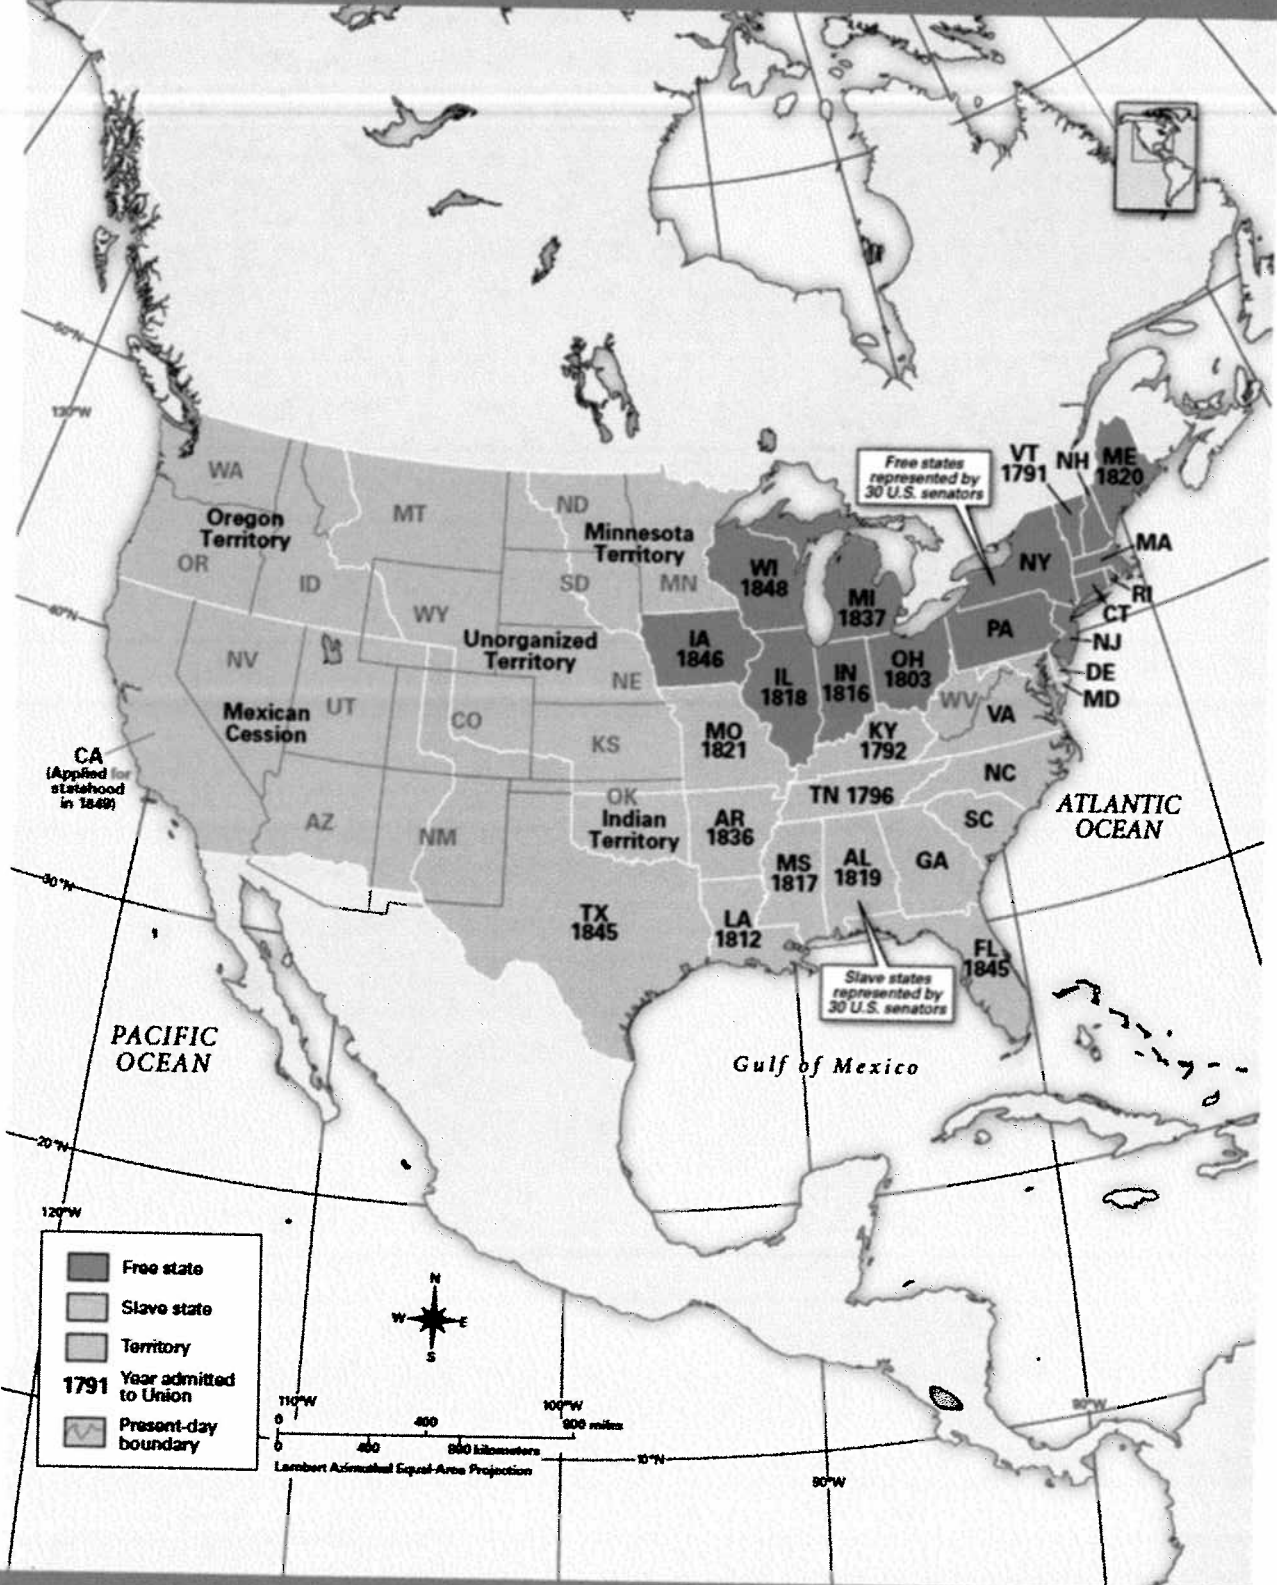 50°N
130°W
40°N
30°N
20°N
120°W
WA
Oregon
Territory
OR
ID
MT
WY
ND
Minnesota
Territory
SD
MN
Unorganized
Territory
NE
NV
UT
CO
KS
Mexican
Cession
CA
(Applied for
statehood
in 1849)
AZ
NM
OK
Indian
Territory
TX
1845
Free states
represented by
30 U.S. senators
VT
1791
NH
ME
1820
MA
RI
CT
NJ
DE
MD
NY
PA
WI
1848
MI
1837
IA
1846
IL
1818
IN
1816
OH
1803
WV
VA
MO
1821
KY
1792
NC
TN 1796
SC
AR
1836
MS
1817
AL
1819
GA
LA
1812
FL
1845
Slave states
represented by
30 U.S. senators
ATLANTIC
OCEAN
PACIFIC
OCEAN
Gulf of Mexico
Free state
Slave state
Territory
1791 Year admitted
to Union
Present-day
boundary
N
W E
S
110°W
100°W
0 400 800 miles
0 400 800 kilometers
Lambert Azimuthal Equal-Area Projection
10°N
90°W
80°W